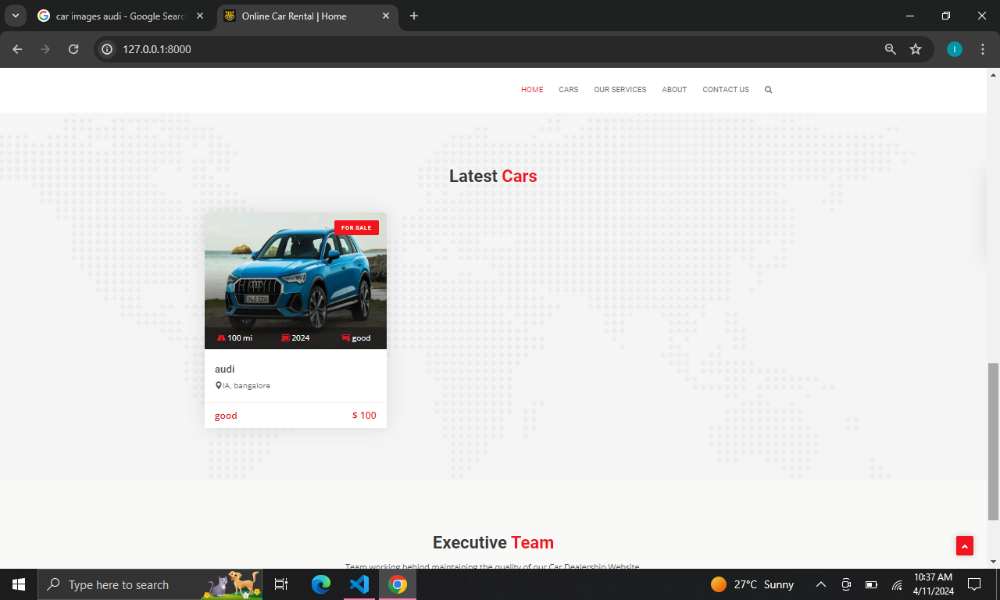 car images audi - Google Searc
Online Car Rental | Home
127.0.0.1:8000
I
HOME CARS OUR SERVICES ABOUT CONTACT US
Latest Cars
FOR SALE
100 mi 2024 good
audi
IA, bangalore
good $ 100
Executive Team
Team working behind maintaining the quality of our Car Dealership Website
Type here to search
27°C Sunny
10:37 AM
4/11/2024